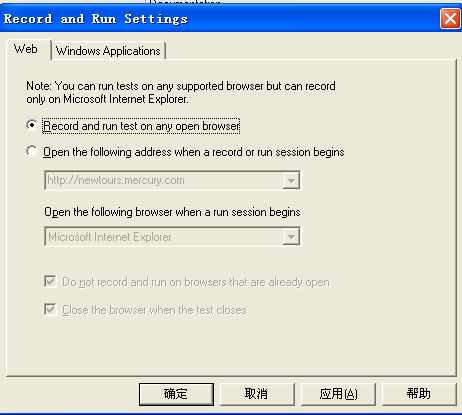 Record and Run Settings
Web
Windows Applications
Note: You can run tests on any supported browser but can record
only on Microsoft Internet Explorer.
Record and run test on any open browser
Open the following address when a record or run session begins
http://newtours.mercury.com
Open the following browser when a run session begins
Microsoft Internet Explorer
Do not record and run on browsers that are already open
Close the browser when the test closes
确定
取消
应用(A)
帮助